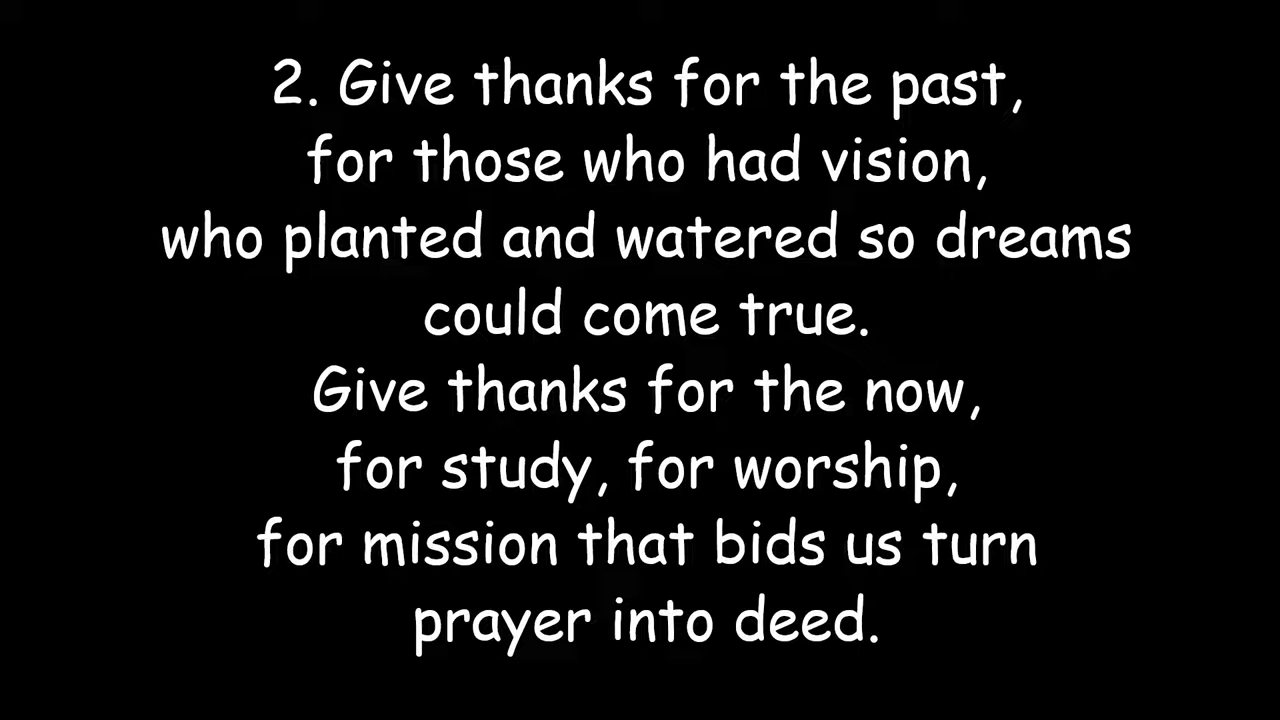 2. Give thanks for the past,
for those who had vision,
who planted and watered so dreams
could come true.
Give thanks for the now,
for study, for worship,
for mission that bids us turn
prayer into deed.